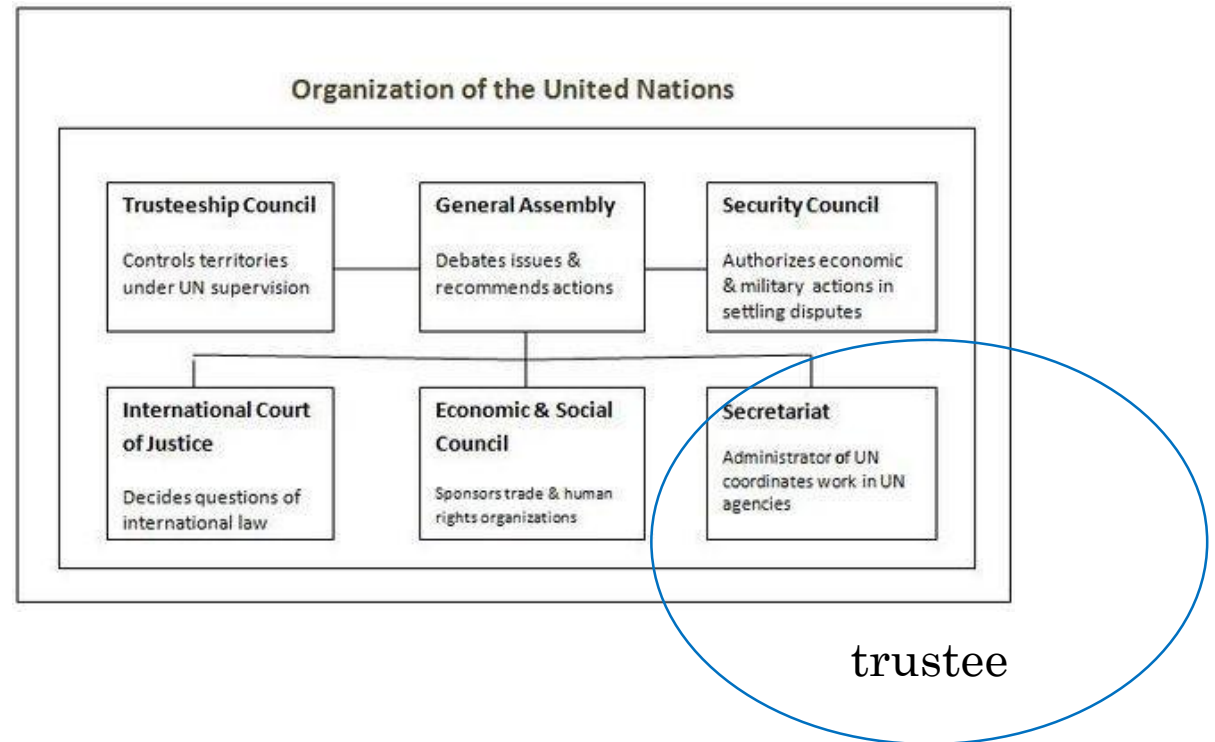 Organization of the United Nations
Trusteeship Council
Controls territories
under UN supervision
General Assembly
Debates issues &
recommends actions
Security Council
Authorizes economic
& military actions in
settling disputes
International Court
of Justice
Decides questions of
international law
Economic & Social
Council
Sponsors trade & human
rights organizations
Secretariat
Administrator of UN
coordinates work in UN
agencies
trustee